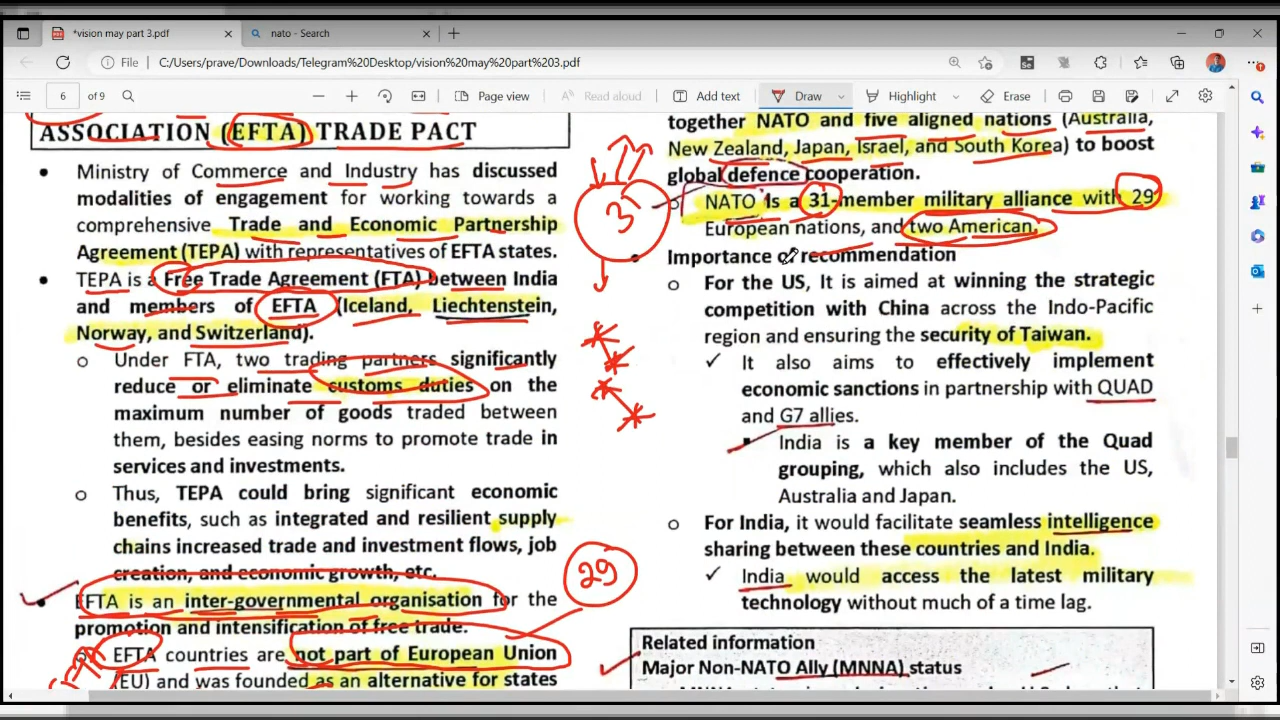 *vision may part 3.pdf
nato - Search
File
C:/Users/prave/Downloads/Telegram%20Desktop/vision%20may%20part%203.pdf
6 of 9
Page view
Read aloud
Add text
Draw
Highlight
Erase
ASSOCIATION (EFTA) TRADE PACT
• Ministry of Commerce and Industry has discussed
modalities of engagement for working towards a
comprehensive Trade and Economic Partnership
Agreement (TEPA) with representatives of EFTA states.
• TEPA is a Free Trade Agreement (FTA) between India
and members of EFTA (Iceland, Liechtenstein,
Norway, and Switzerland).
o Under FTA, two trading partners significantly
reduce or eliminate customs duties on the
maximum number of goods traded between
them, besides easing norms to promote trade in
services and investments.
o Thus, TEPA could bring significant economic
benefits, such as integrated and resilient supply
chains increased trade and investment flows, job
creation, and economic growth, etc.
• EFTA is an inter-governmental organisation for the
promotion and intensification of free trade.
EFTA countries are not part of European Union
(EU) and was founded as an alternative for states
3
29
together NATO and five aligned nations (Australia,
New Zealand, Japan, Israel, and South Korea) to boost
global defence cooperation.
o NATO is a 31-member military alliance with 29
European nations, and two American.
• Importance of recommendation
o For the US, It is aimed at winning the strategic
competition with China across the Indo-Pacific
region and ensuring the security of Taiwan.
✓ It also aims to effectively implement
economic sanctions in partnership with QUAD
and G7 allies.
▪ India is a key member of the Quad
grouping, which also includes the US,
Australia and Japan.
o For India, it would facilitate seamless intelligence
sharing between these countries and India.
✓ India would access the latest military
technology without much of a time lag.
Related information
Major Non-NATO Ally (MNNA) status